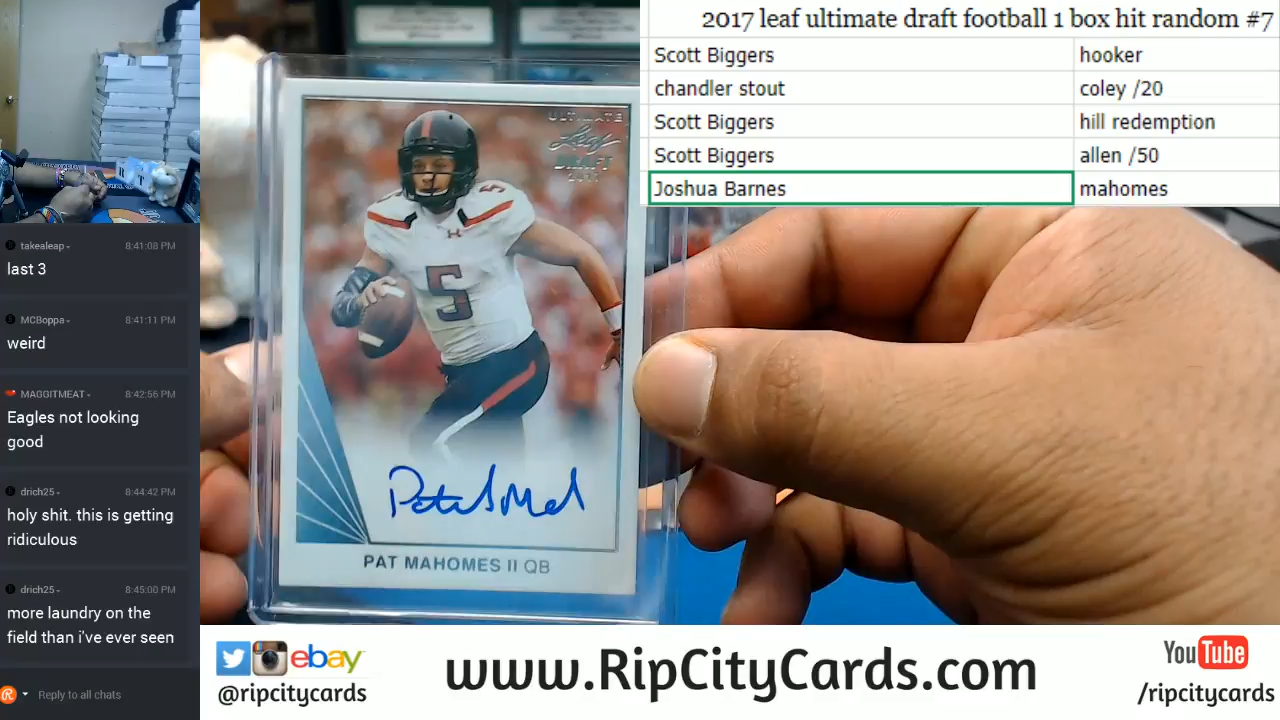 2017 leaf ultimate draft football 1 box hit random #7
Scott Biggers hooker
chandler stout coley /20
Scott Biggers hill redemption
Scott Biggers allen /50
Joshua Barnes mahomes
takealeap 8:41:08 PM
last 3
MCBoppa 8:41:11 PM
weird
MAGGITMEAT 8:42:56 PM
Eagles not looking
good
drich25 8:44:42 PM
holy shit. this is getting
ridiculous
drich25 8:45:00 PM
more laundry on the
field than i've ever seen
Reply to all chats
ULTIMATE
Leaf
DRAFT
2017
5
5
PAT MAHOMES II QB
ebay
@ripcitycards
www.RipCityCards.com
YouTube
/ripcitycards